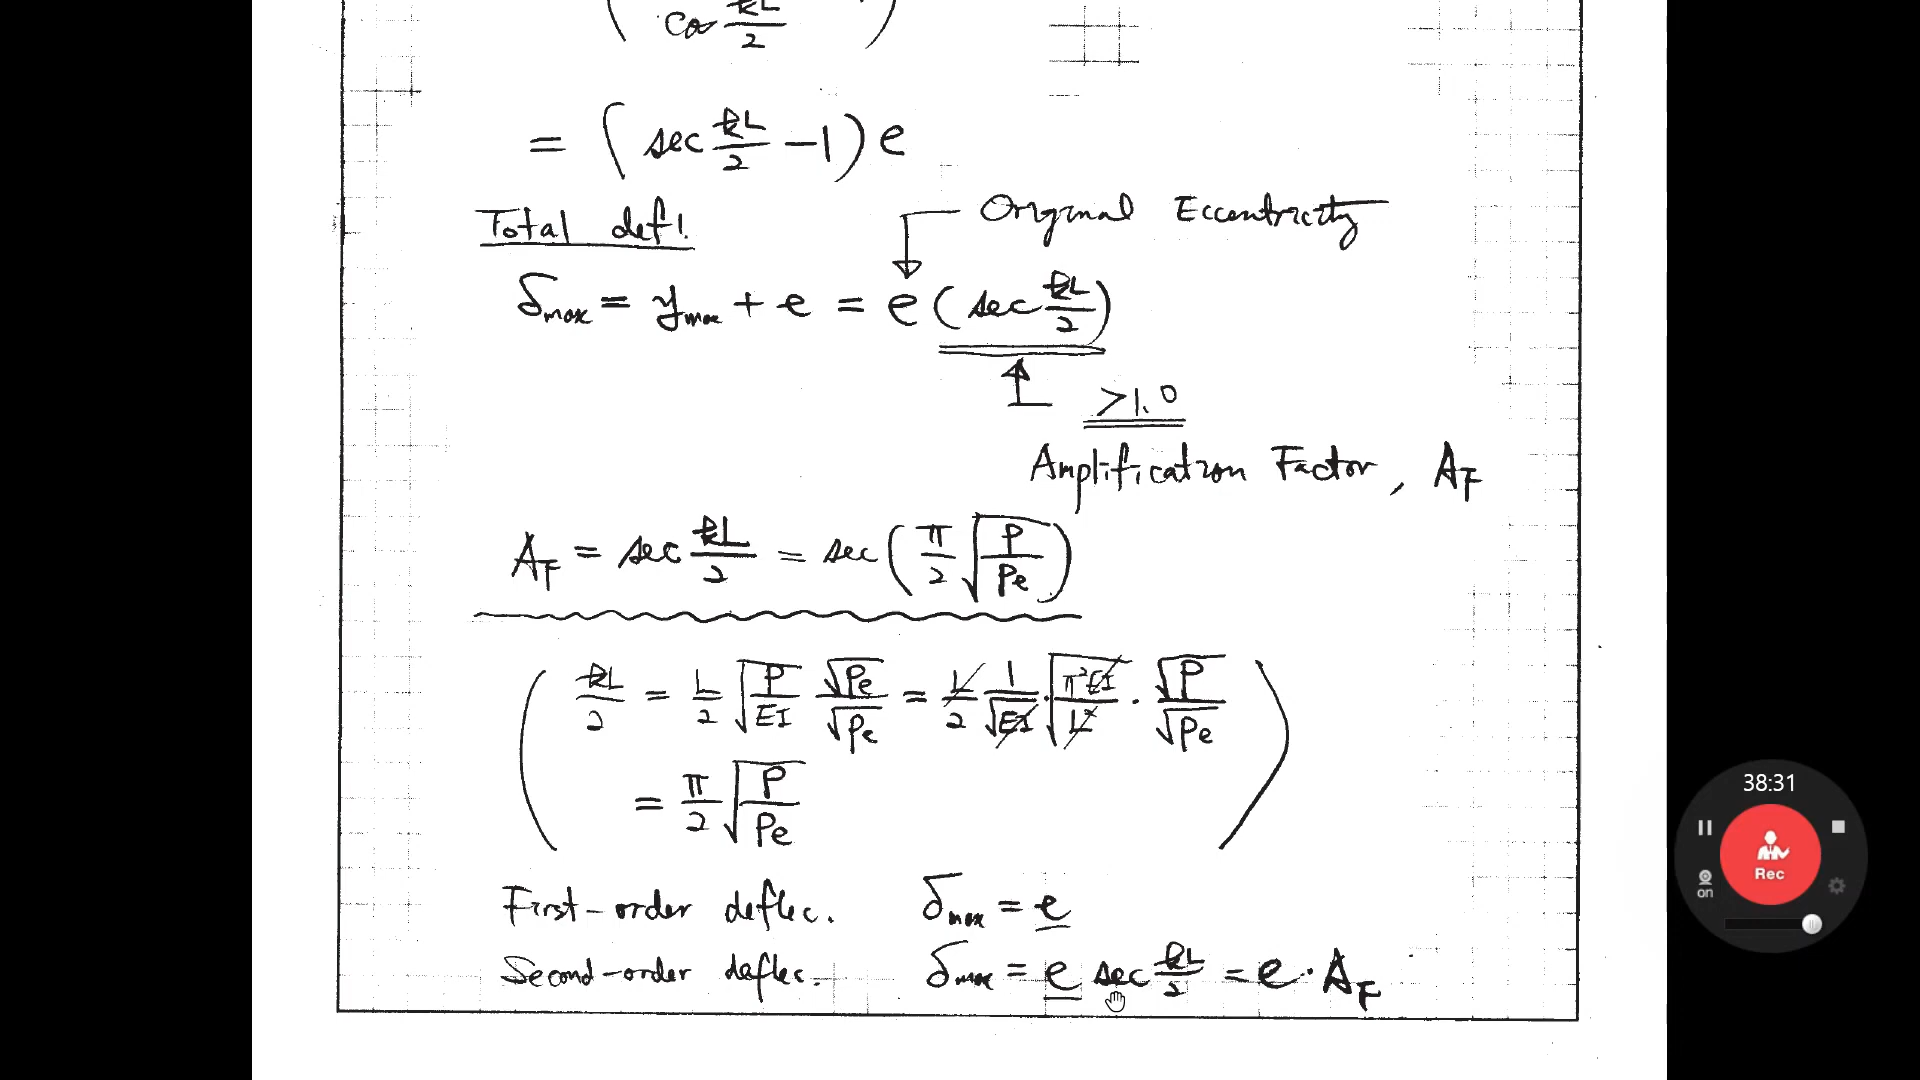 ( cos kL/2 )
= ( sec kL/2 − 1 ) e
Total defl.
Original Eccentricity
δmax = ymax + e = e ( sec kL/2 )
>1.0
Amplification Factor, AF
AF = sec kL/2 = sec ( π/2 √(P/Pe) )
( kL/2 = L/2 √(P/EI) √Pe/√Pe = L/2 1/√EI · √(π²EI/L²) · √P/√Pe
= π/2 √(P/Pe) )
First-order deflec. δmax = e
Second-order deflec. δmax = e sec kL/2 = e · AF
38:31
Rec
on